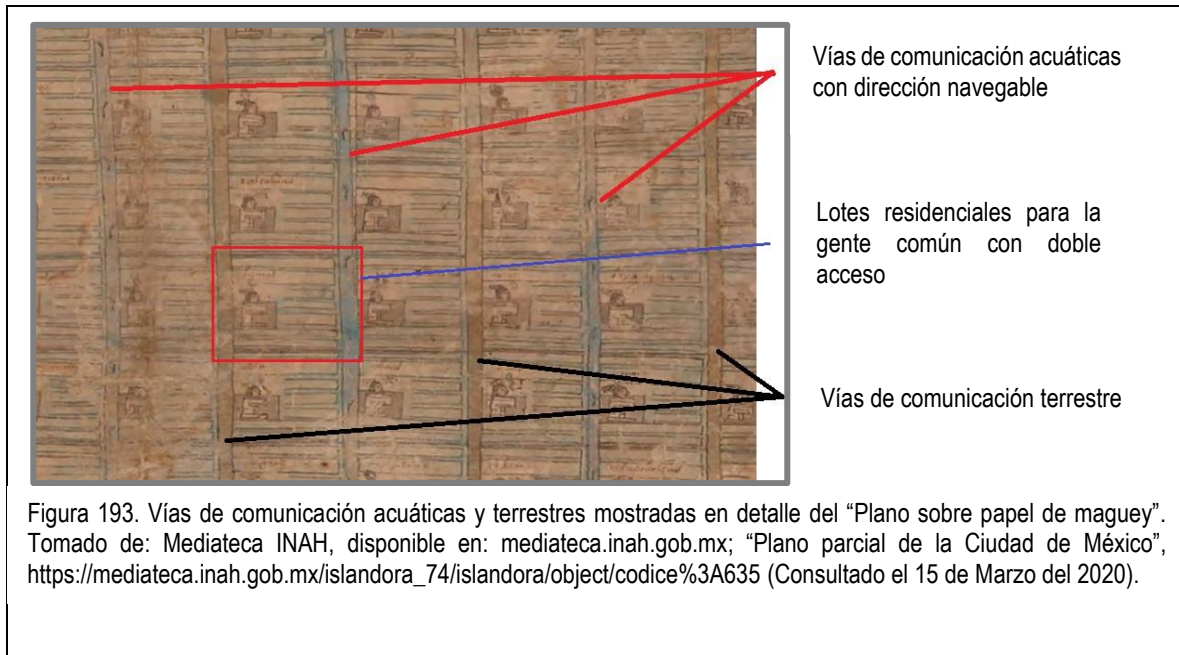 Vías de comunicación acuáticas
con dirección navegable
Lotes residenciales para la
gente común con doble
acceso
Vías de comunicación terrestre
Figura 193. Vías de comunicación acuáticas y terrestres mostradas en detalle del “Plano sobre papel de maguey”.
Tomado de: Mediateca INAH, disponible en: mediateca.inah.gob.mx; “Plano parcial de la Ciudad de México”,
https://mediateca.inah.gob.mx/islandora_74/islandora/object/codice%3A635 (Consultado el 15 de Marzo del 2020).